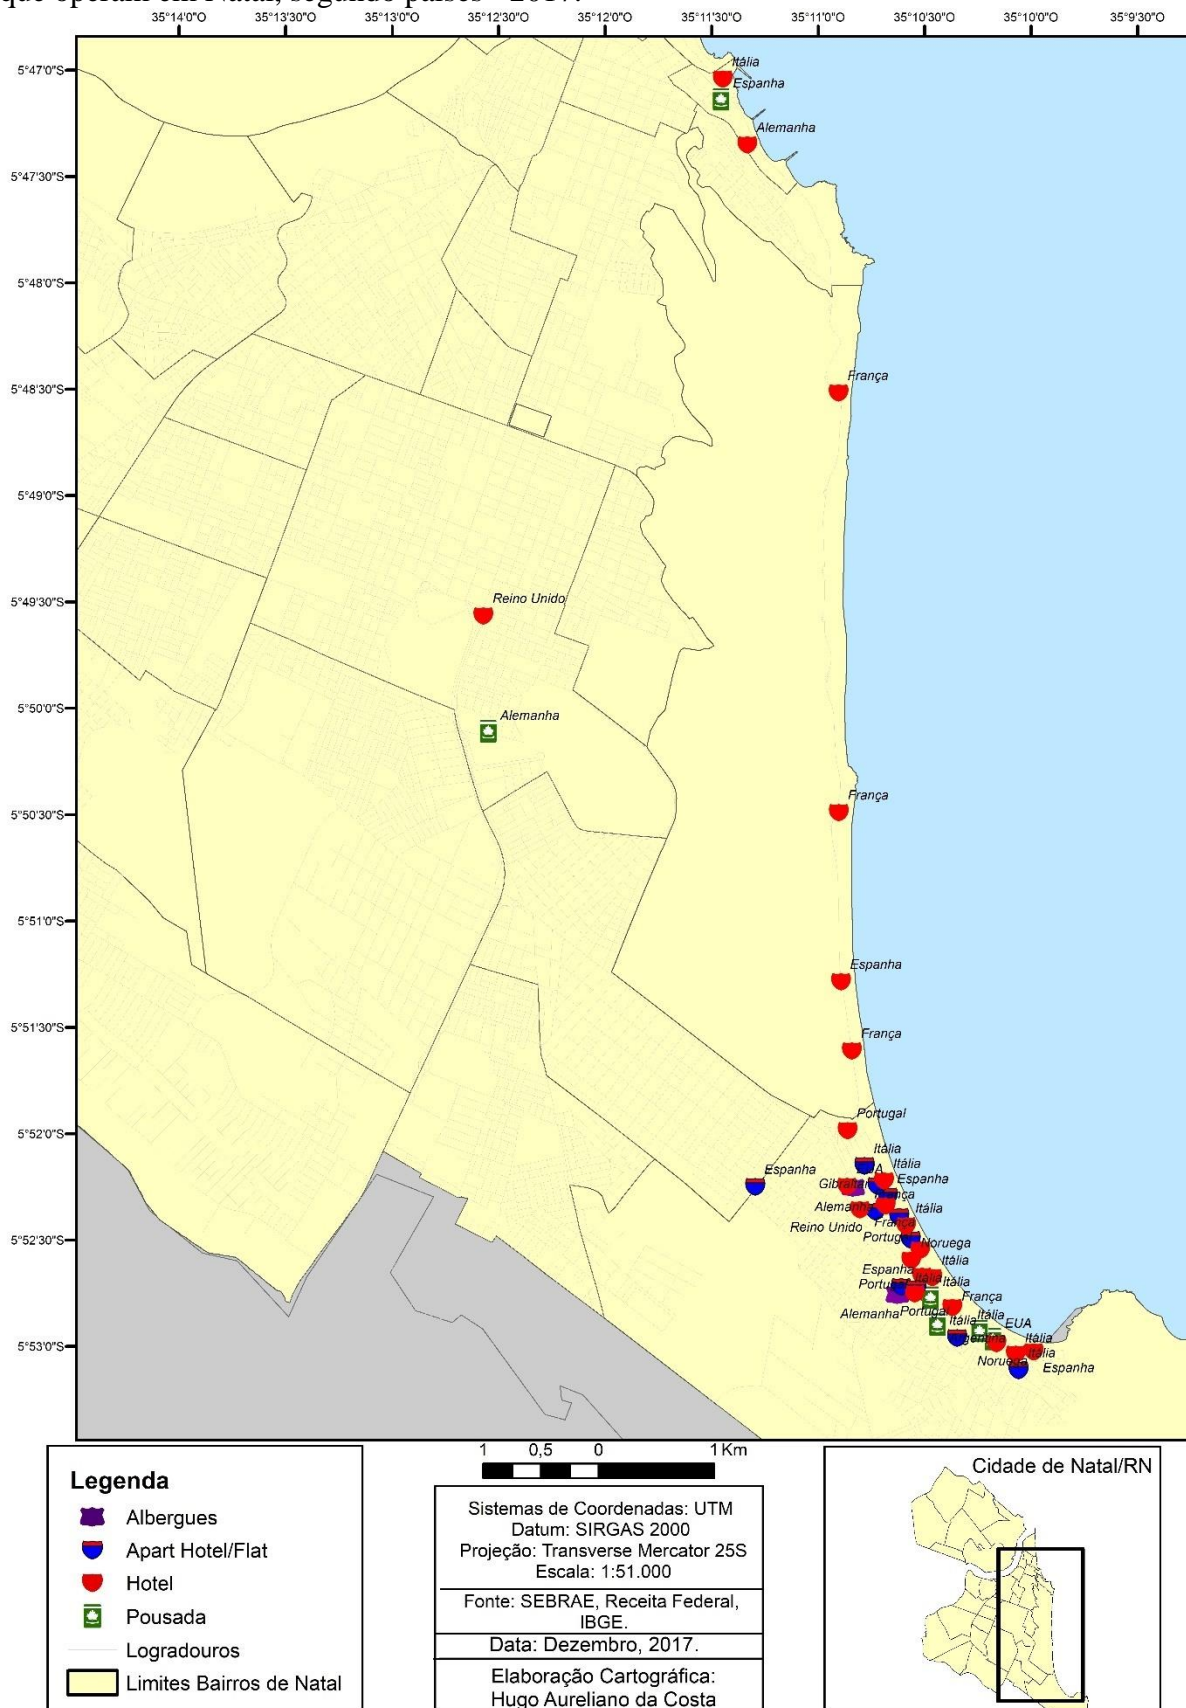 que operam em Natal, segundo países - 2017.
35°14'0"O 35°13'30"O 35°13'0"O 35°12'30"O 35°12'0"O 35°11'30"O 35°11'0"O 35°10'30"O 35°10'0"O 35°9'30"O
5°47'0"S
5°47'30"S
5°48'0"S
5°48'30"S
5°49'0"S
5°49'30"S
5°50'0"S
5°50'30"S
5°51'0"S
5°51'30"S
5°52'0"S
5°52'30"S
5°53'0"S
Itália
Espanha
Alemanha
França
Reino Unido
Alemanha
França
Espanha
França
Portugal
Itália
Itália
Espanha
Espanha
Gibraltar
França
Alemanha
Itália
Reino Unido
França
Portugal
Noruega
Itália
Espanha
Itália
Itália
Portugal
França
Alemanha
Portugal
Itália
Itália
EUA
Itália
Itália
Noruega
Espanha
Legenda
Albergues
Apart Hotel/Flat
Hotel
Pousada
Logradouros
Limites Bairros de Natal
1 0,5 0 1 Km
Sistemas de Coordenadas: UTM
Datum: SIRGAS 2000
Projeção: Transverse Mercator 25S
Escala: 1:51.000
Fonte: SEBRAE, Receita Federal,
IBGE.
Data: Dezembro, 2017.
Elaboração Cartográfica:
Hugo Aureliano da Costa
Cidade de Natal/RN